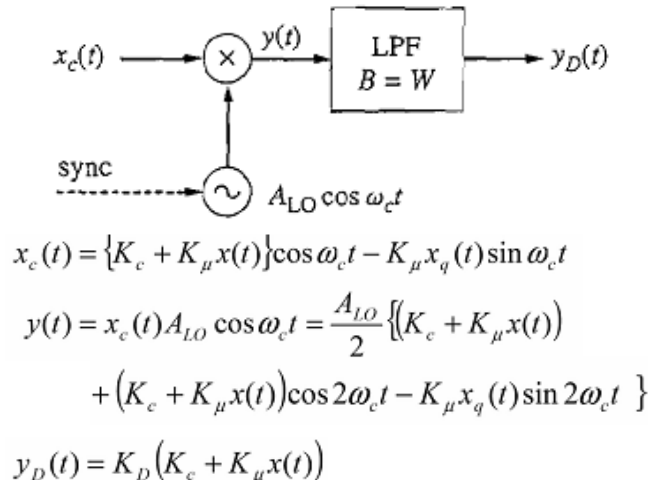 x_c(t) × y(t) LPF B = W y_D(t)
sync ~ A_LO cos ω_c t
x_c(t) = {K_c + K_μ x(t)}cos ω_c t − K_μ x_q(t) sin ω_c t
y(t) = x_c(t)A_LO cos ω_c t = A_LO/2 {(K_c + K_μ x(t))
+ (K_c + K_μ x(t))cos 2ω_c t − K_μ x_q(t) sin 2ω_c t }
y_D(t) = K_D(K_c + K_μ x(t))